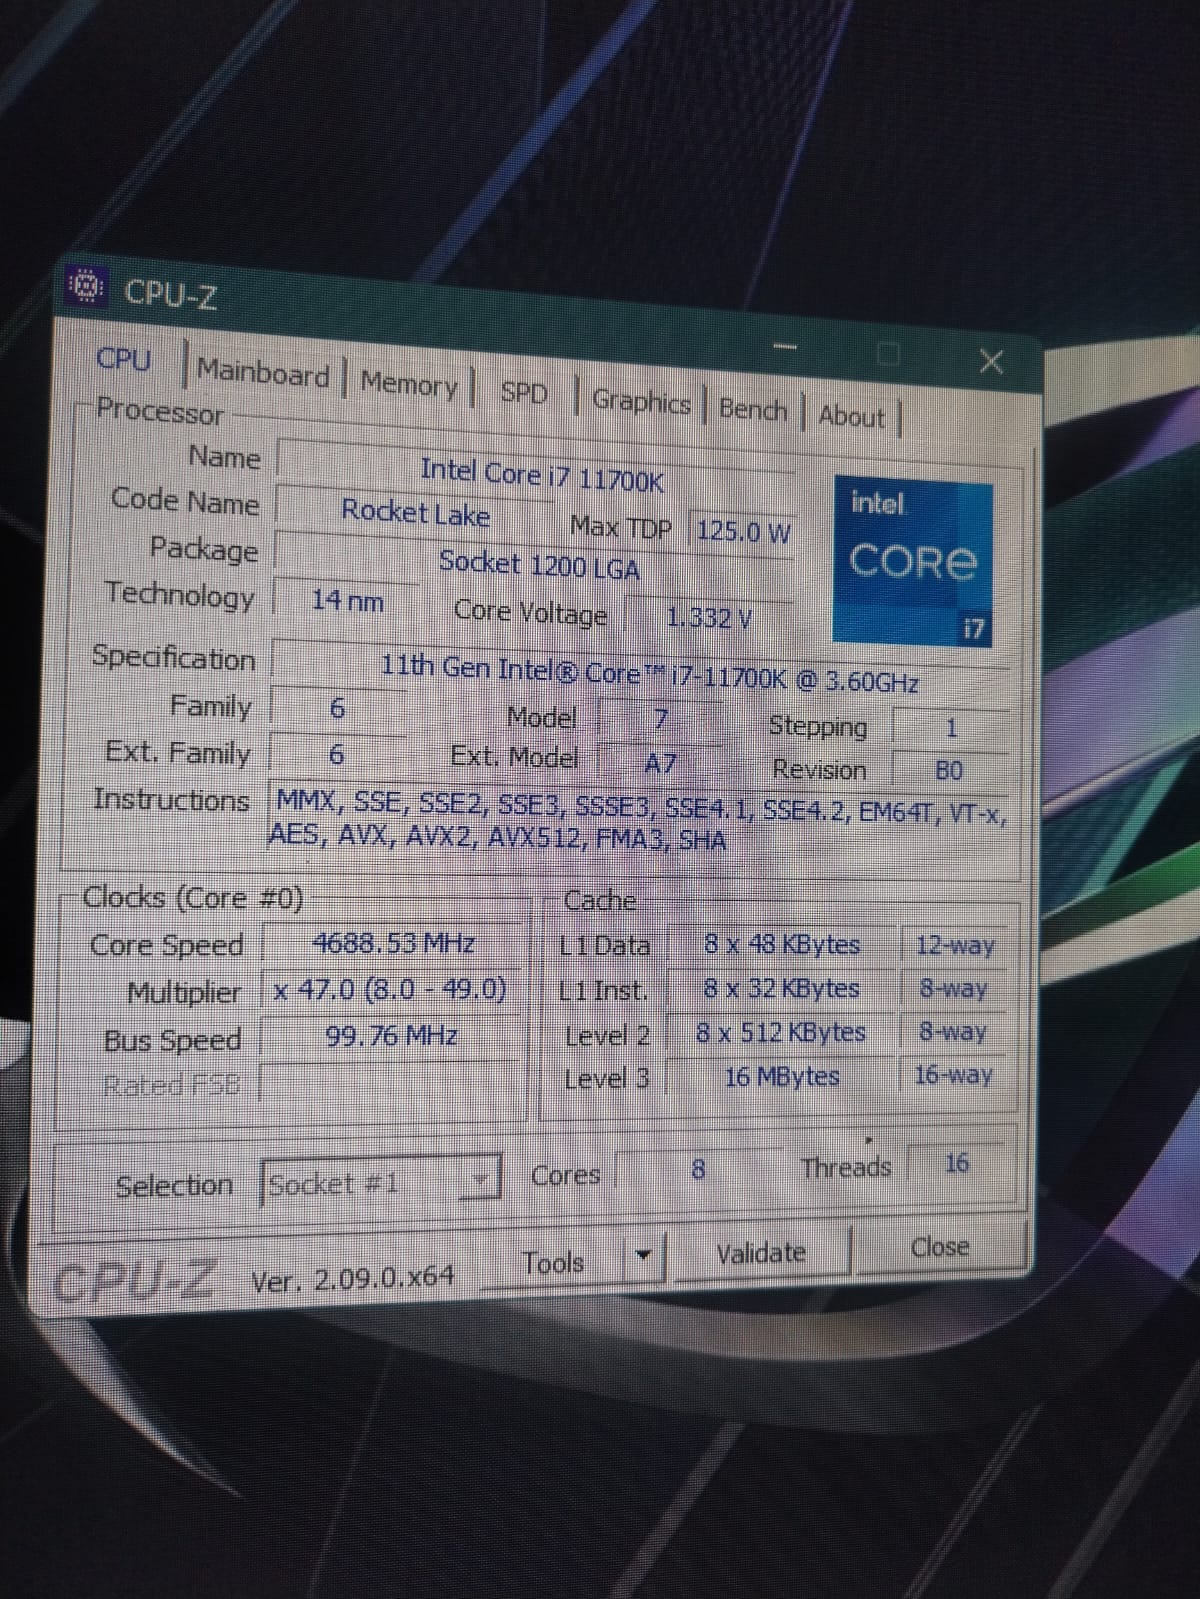 CPU-Z
CPU Mainboard Memory SPD Graphics Bench About
Processor
Name Intel Core i7 11700K
Code Name Rocket Lake Max TDP 125.0 W
Package Socket 1200 LGA
Technology 14 nm Core Voltage 1.332 V
intel
CORE
i7
Specification 11th Gen Intel® Core™ i7-11700K @ 3.60GHz
Family 6 Model 7 Stepping 1
Ext. Family 6 Ext. Model A7 Revision B0
Instructions MMX, SSE, SSE2, SSE3, SSSE3, SSE4.1, SSE4.2, EM64T, VT-x,
AES, AVX, AVX2, AVX512, FMA3, SHA
Clocks (Core #0)
Core Speed 4688.53 MHz
Multiplier x 47.0 (8.0 - 49.0)
Bus Speed 99.76 MHz
Rated FSB
Cache
L1 Data 8 x 48 KBytes 12-way
L1 Inst. 8 x 32 KBytes 8-way
Level 2 8 x 512 KBytes 8-way
Level 3 16 MBytes 16-way
Selection Socket #1 Cores 8 Threads 16
CPU-Z Ver. 2.09.0.x64 Tools Validate Close